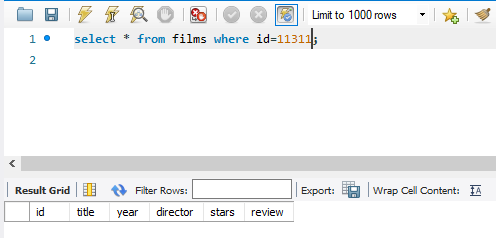 Limit to 1000 rows
1 select * from films where id=11311;
2
Result Grid Filter Rows: Export: Wrap Cell Content: IA
id title year director stars review